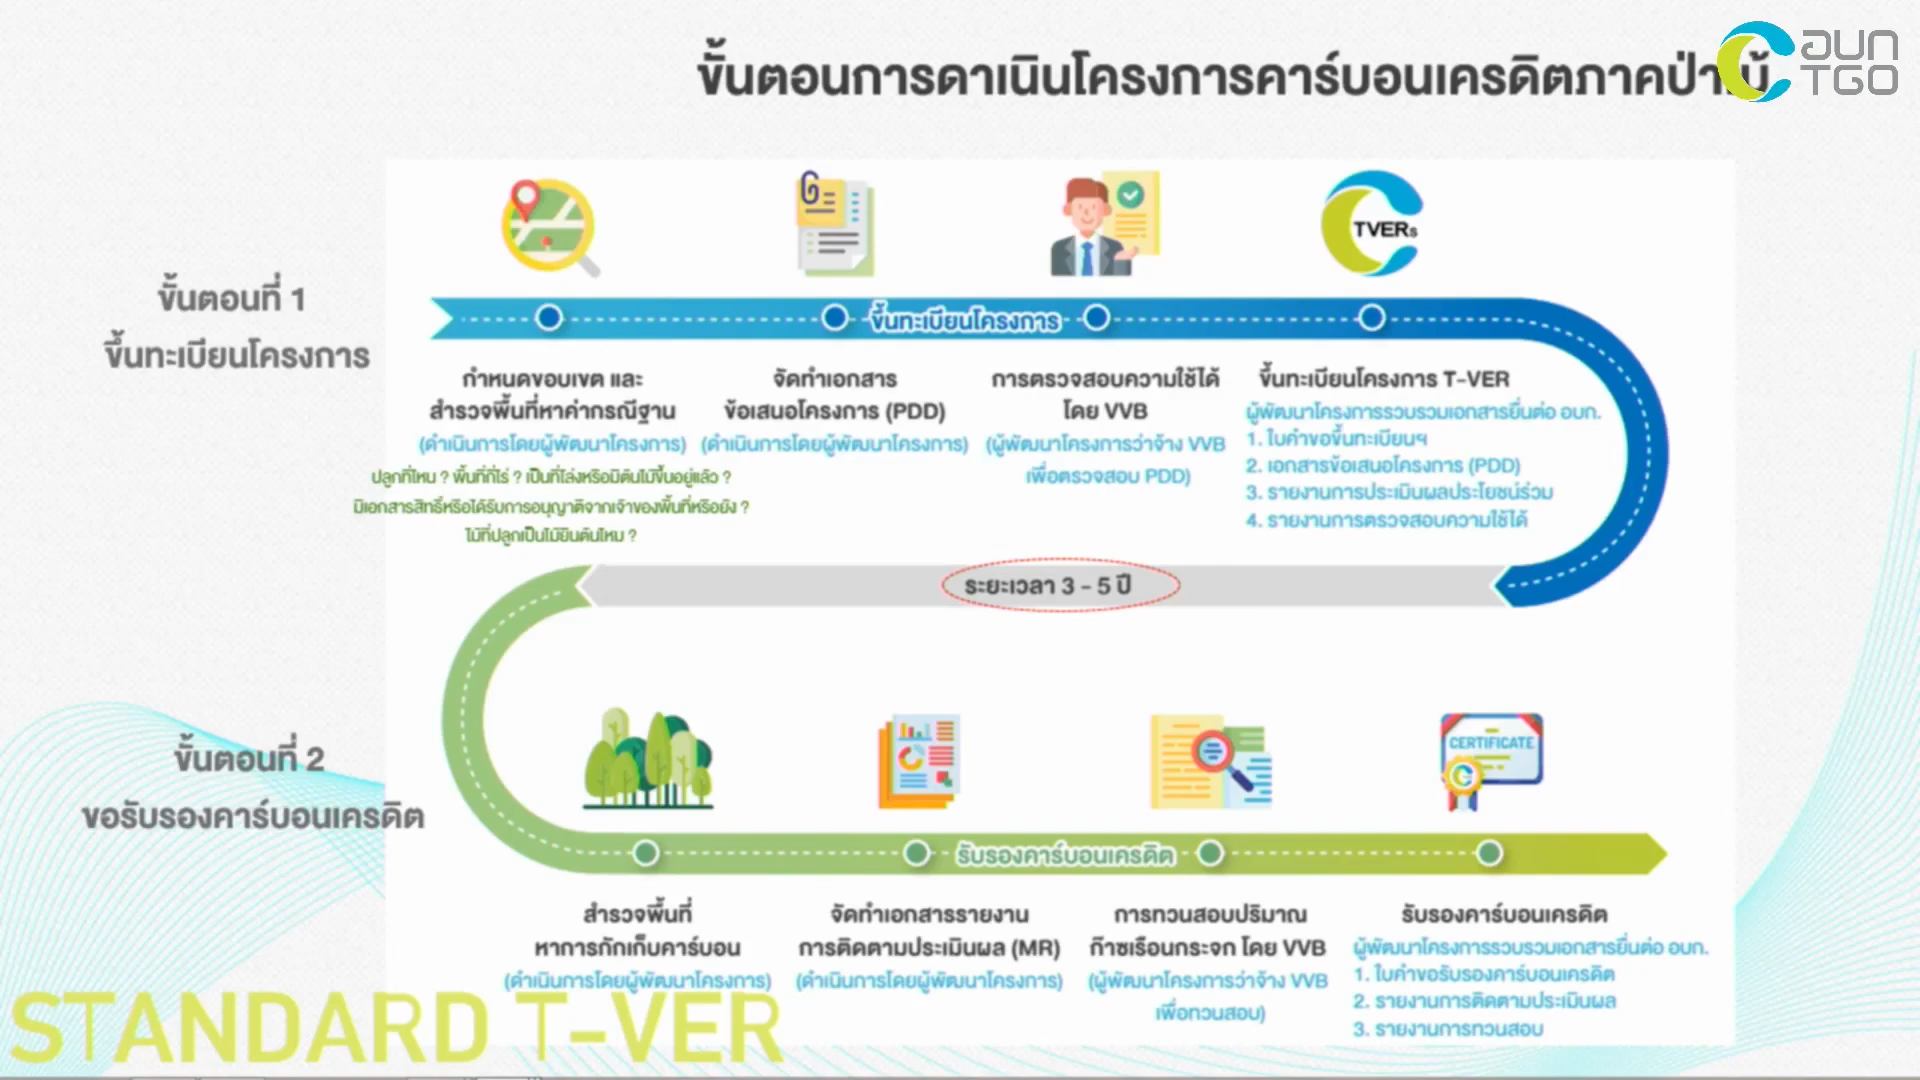 ขั้นตอนการดาเนินโครงการคาร์บอนเครดิตภาคป่าไม้
อบก
TGO
TVERs
ขั้นตอนที่ 1
ขึ้นทะเบียนโครงการ
ขึ้นทะเบียนโครงการ
กำหนดขอบเขต และ
สำรวจพื้นที่หาค่ากรณีฐาน
(ดำเนินการโดยผู้พัฒนาโครงการ)
ปลูกที่ไหน ? พื้นที่กี่ไร่ ? เป็นที่โล่งหรือมีต้นไม้ขึ้นอยู่แล้ว ?
มีเอกสารสิทธิ์หรือได้รับการอนุญาติจากเจ้าของพื้นที่หรือยัง ?
ไม้ที่ปลูกเป็นไม้ยืนต้นไหม ?
จัดทำเอกสาร
ข้อเสนอโครงการ (PDD)
(ดำเนินการโดยผู้พัฒนาโครงการ)
การตรวจสอบความใช้ได้
โดย VVB
(ผู้พัฒนาโครงการว่าจ้าง VVB
เพื่อตรวจสอบ PDD)
ขึ้นทะเบียนโครงการ T-VER
ผู้พัฒนาโครงการรวบรวมเอกสารยื่นต่อ อบก.
1. ใบคำขอขึ้นทะเบียนฯ
2. เอกสารข้อเสนอโครงการ (PDD)
3. รายงานการประเมินผลประโยชน์ร่วม
4. รายงานการตรวจสอบความใช้ได้
ระยะเวลา 3 - 5 ปี
ขั้นตอนที่ 2
ขอรับรองคาร์บอนเครดิต
CERTIFICATE
รับรองคาร์บอนเครดิต
สำรวจพื้นที่
หาการกักเก็บคาร์บอน
(ดำเนินการโดยผู้พัฒนาโครงการ)
จัดทำเอกสารรายงาน
การติดตามประเมินผล (MR)
(ดำเนินการโดยผู้พัฒนาโครงการ)
การทวนสอบปริมาณ
ก๊าซเรือนกระจก โดย VVB
(ผู้พัฒนาโครงการว่าจ้าง VVB
เพื่อทวนสอบ)
รับรองคาร์บอนเครดิต
ผู้พัฒนาโครงการรวบรวมเอกสารยื่นต่อ อบก.
1. ใบคำขอรับรองคาร์บอนเครดิต
2. รายงานการติดตามประเมินผล
3. รายงานการทวนสอบ
STANDARD T-VER